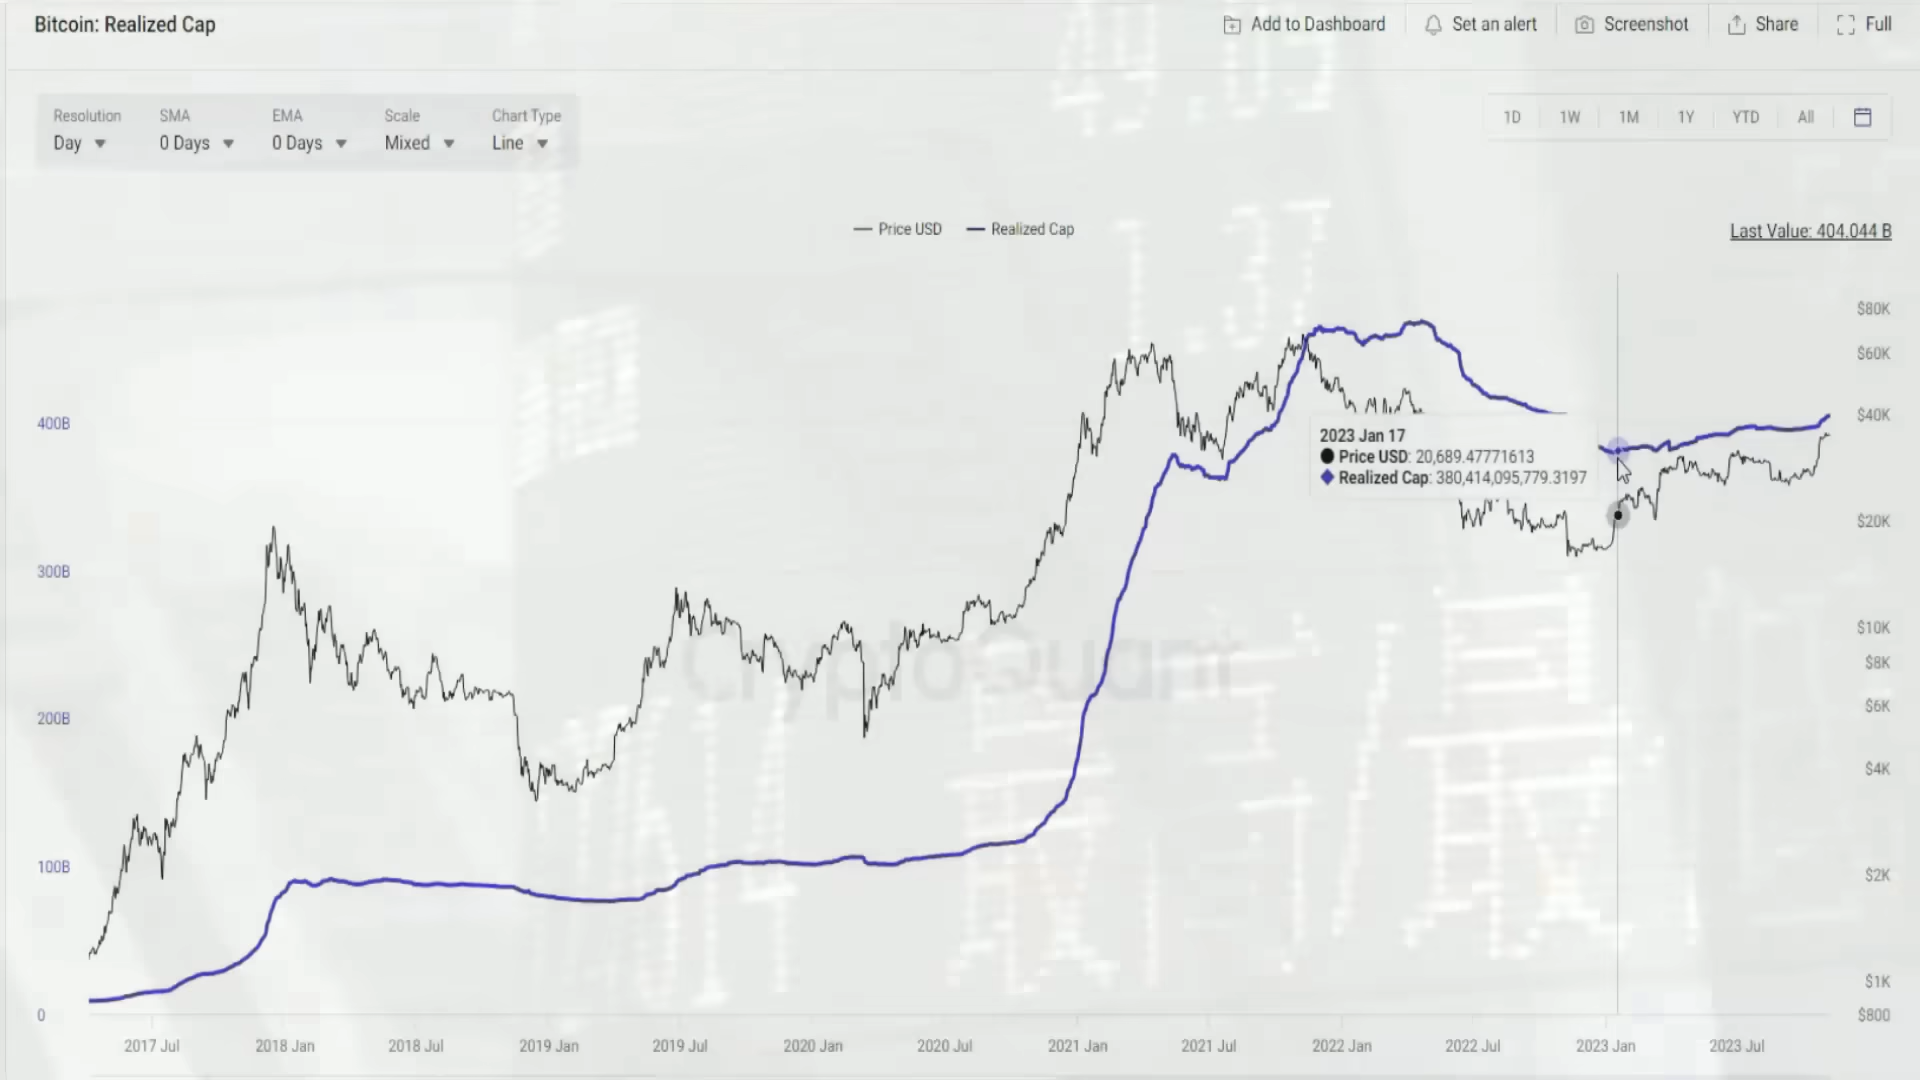 Bitcoin: Realized Cap
Add to Dashboard
Set an alert
Screenshot
Share
Full
Resolution SMA EMA Scale Chart Type
Day 0 Days 0 Days Mixed Line
1D 1W 1M 1Y YTD All
Price USD Realized Cap
Last Value: 404.044 B
$80K
$60K
400B
$40K
2023 Jan 17
Price USD: 20,689.47771613
Realized Cap: 380,414,095,779.3197
$20K
300B
$10K
CryptoQuant
$8K
$6K
200B
$4K
100B
$2K
$1K
0
$800
2017 Jul 2018 Jan 2018 Jul 2019 Jan 2019 Jul 2020 Jan 2020 Jul 2021 Jan 2021 Jul 2022 Jan 2022 Jul 2023 Jan 2023 Jul